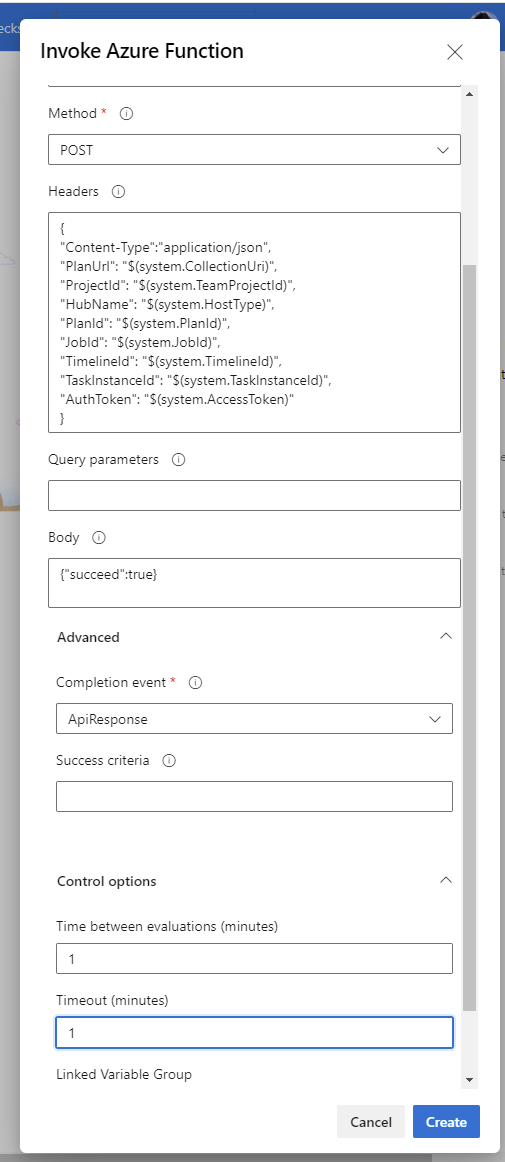 ecks
Invoke Azure Function
Method *
POST
Headers
{
"Content-Type":"application/json",
"PlanUrl": "$(system.CollectionUri)",
"ProjectId": "$(system.TeamProjectId)",
"HubName": "$(system.HostType)",
"PlanId": "$(system.PlanId)",
"JobId": "$(system.JobId)",
"TimelineId": "$(system.TimelineId)",
"TaskInstanceId": "$(system.TaskInstanceId)",
"AuthToken": "$(system.AccessToken)"
}
Query parameters
Body
{"succeed":true}
Advanced
Completion event *
ApiResponse
Success criteria
Control options
Time between evaluations (minutes)
1
Timeout (minutes)
1
Linked Variable Group
Cancel
Create